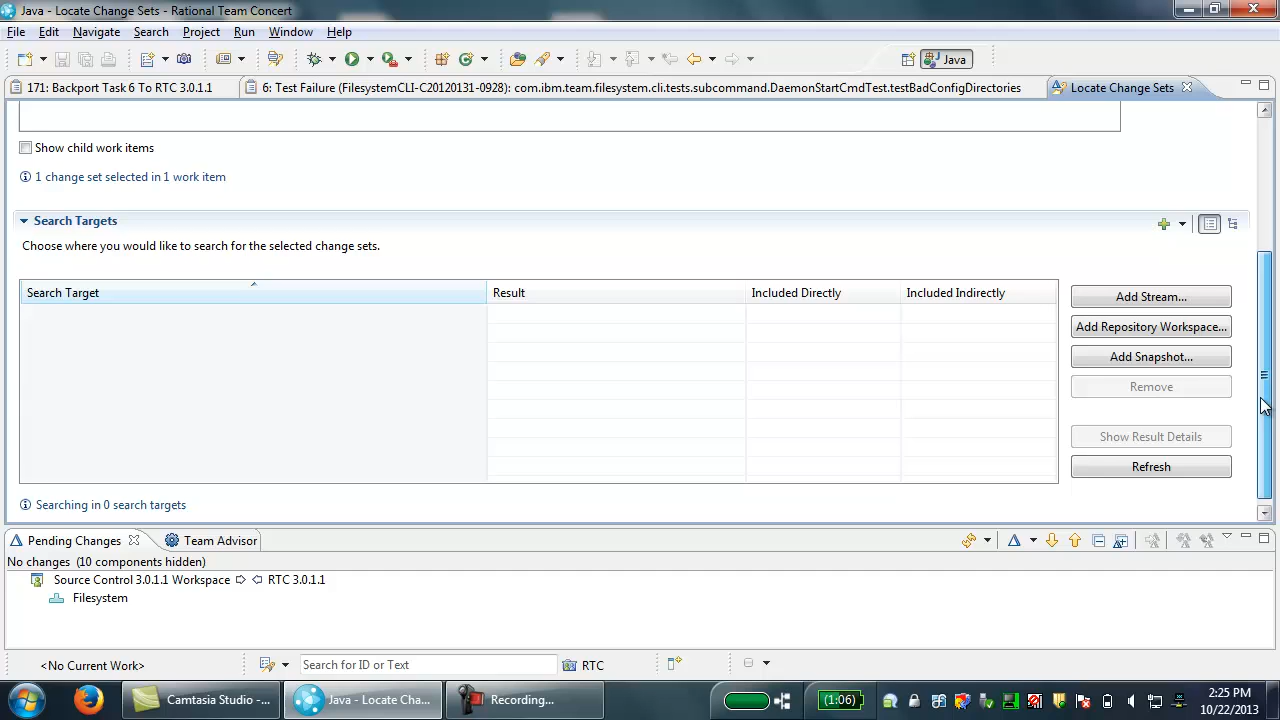 Java - Locate Change Sets - Rational Team Concert
File Edit Navigate Search Project Run Window Help
Java
171: Backport Task 6 To RTC 3.0.1.1
6: Test Failure (FilesystemCLI-C20120131-0928): com.ibm.team.filesystem.cli.tests.subcommand.DaemonStartCmdTest.testBadConfigDirectories
Locate Change Sets
Show child work items
1 change set selected in 1 work item
Search Targets
Choose where you would like to search for the selected change sets.
Search Target Result Included Directly Included Indirectly
Add Stream...
Add Repository Workspace...
Add Snapshot...
Remove
Show Result Details
Refresh
Searching in 0 search targets
Pending Changes Team Advisor
No changes (10 components hidden)
Source Control 3.0.1.1 Workspace RTC 3.0.1.1
Filesystem
<No Current Work> Search for ID or Text RTC
Camtasia Studio -... Java - Locate Cha... Recording... (1:06)
2:25 PM
10/22/2013